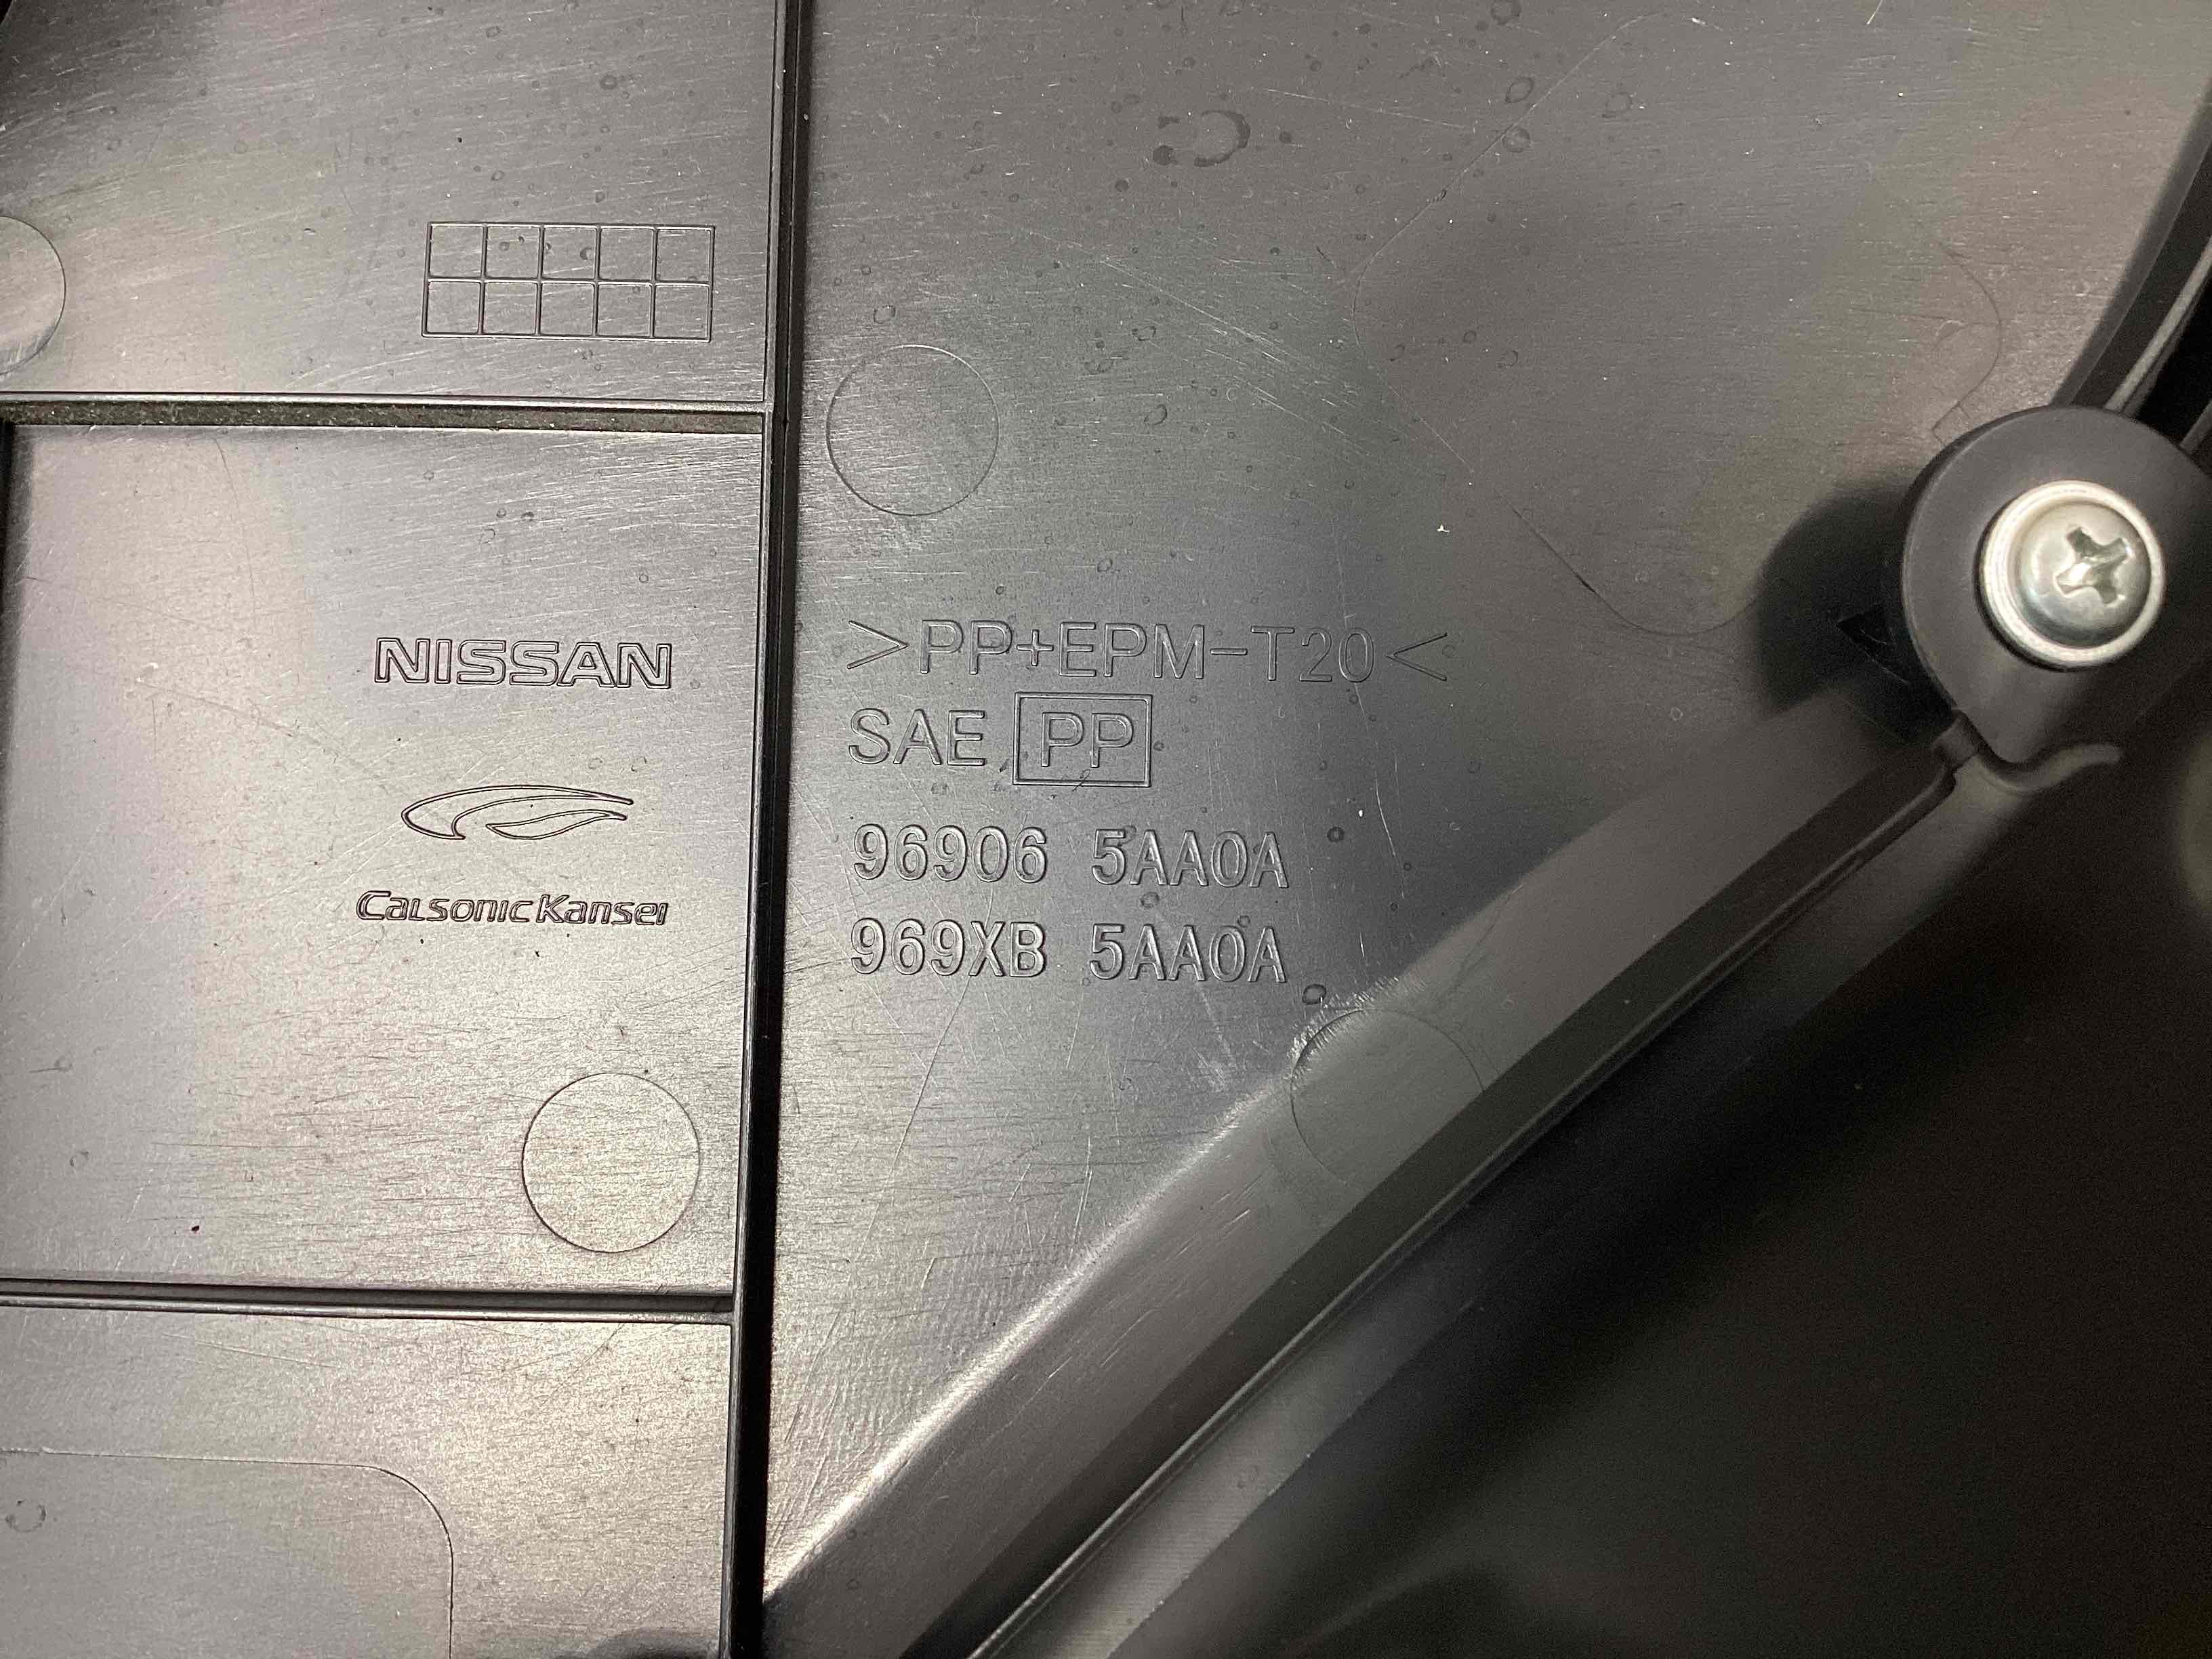 NISSAN
CalsonicKansei
>PP+EPM-T20<
SAE PP
96906 5AA0A
969XB 5AA0A